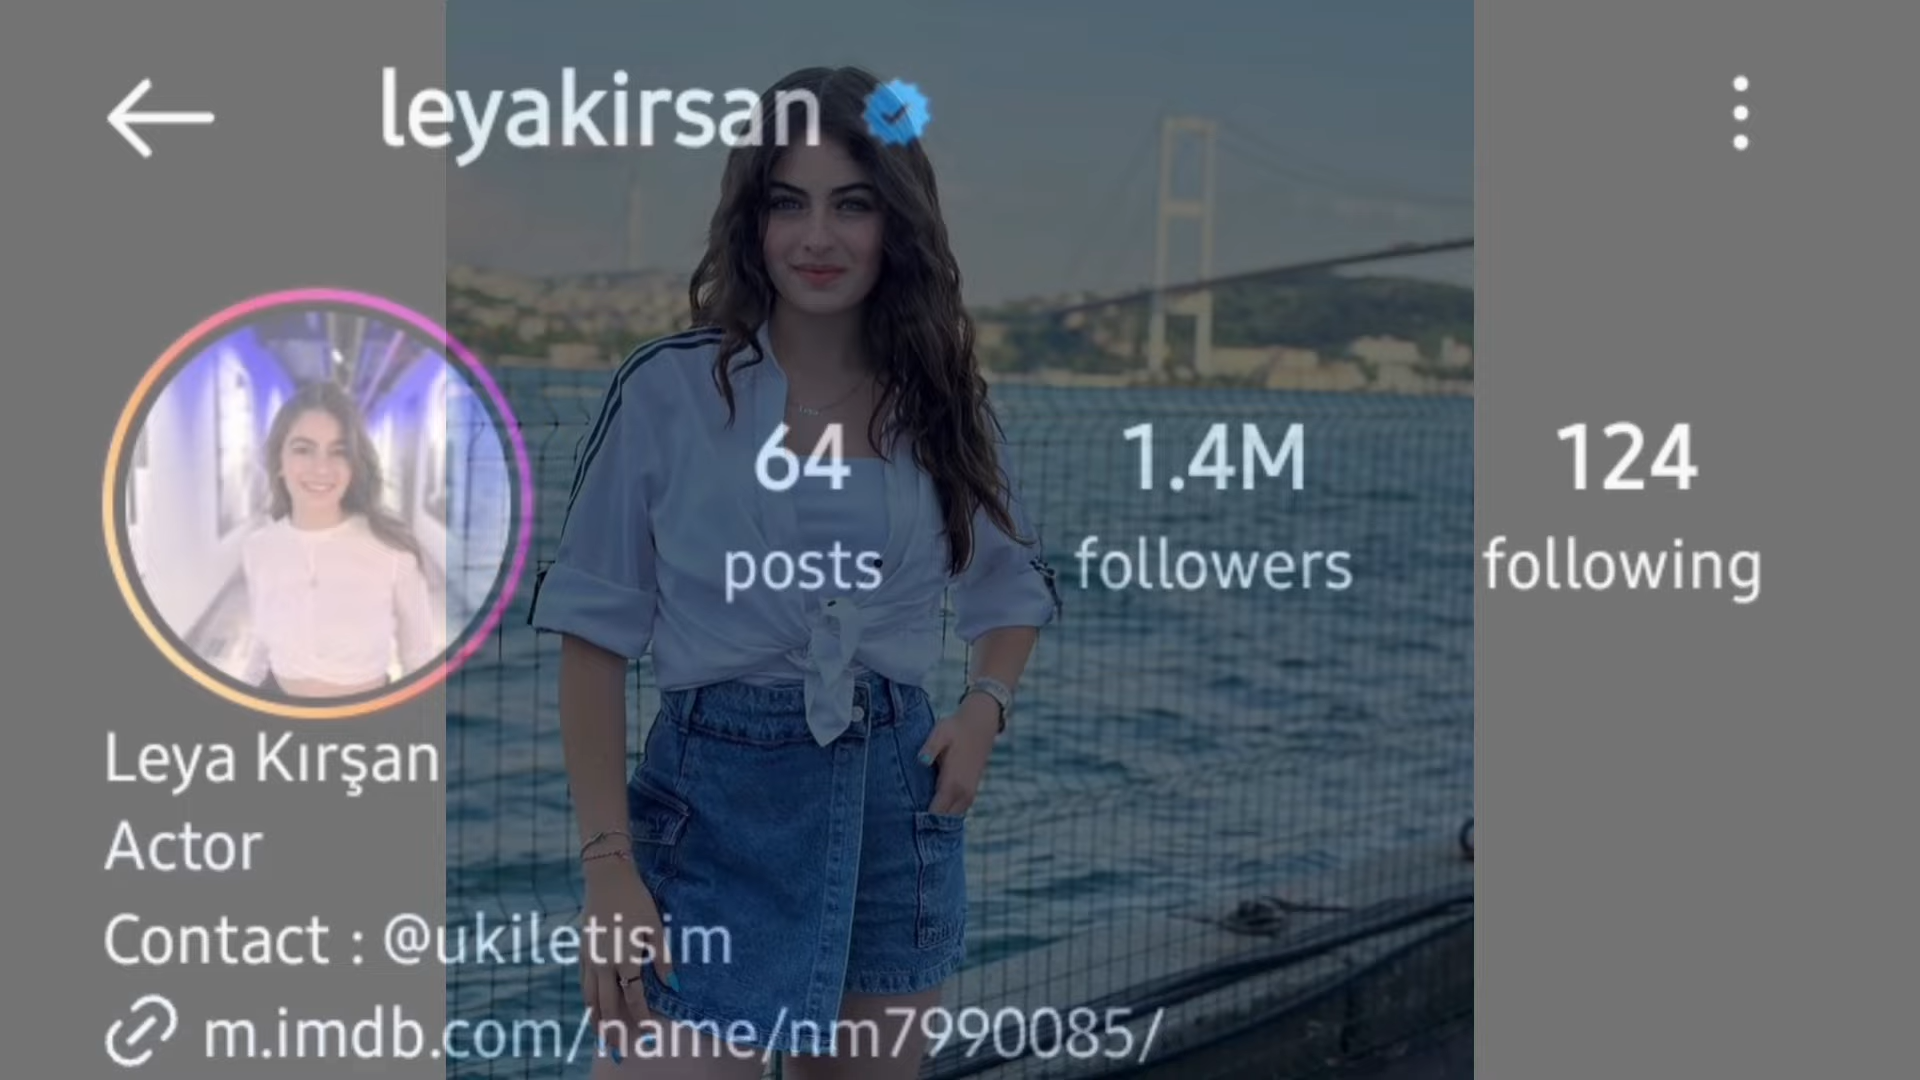 leyakirsan
64 1.4M 124
posts followers following
Leya Kırşan
Actor
Contact : @ukiletisim
m.imdb.com/name/nm7990085/